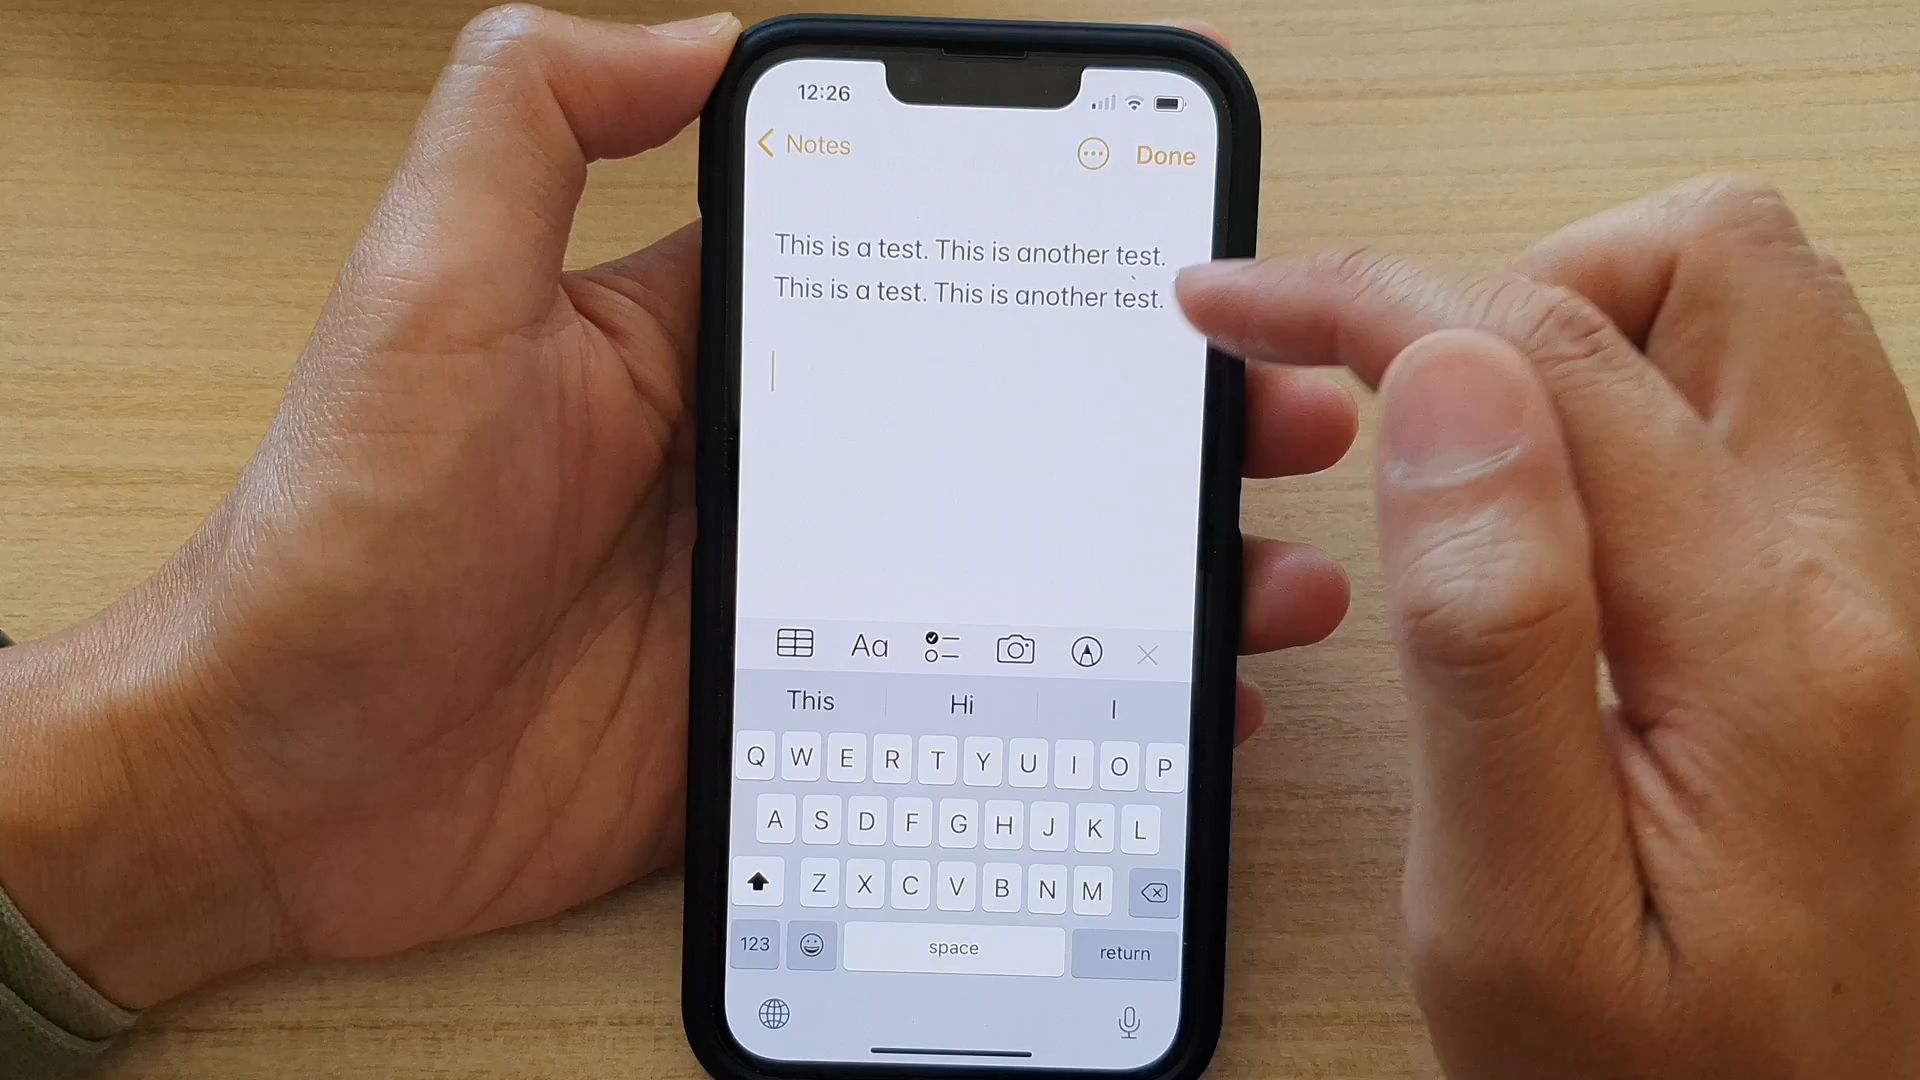 12:26
Notes
Done
This is a test. This is another test.
This is a test. This is another test.
Aa
This Hi I
Q W E R T Y U I O P
A S D F G H J K L
Z X C V B N M
123 space return